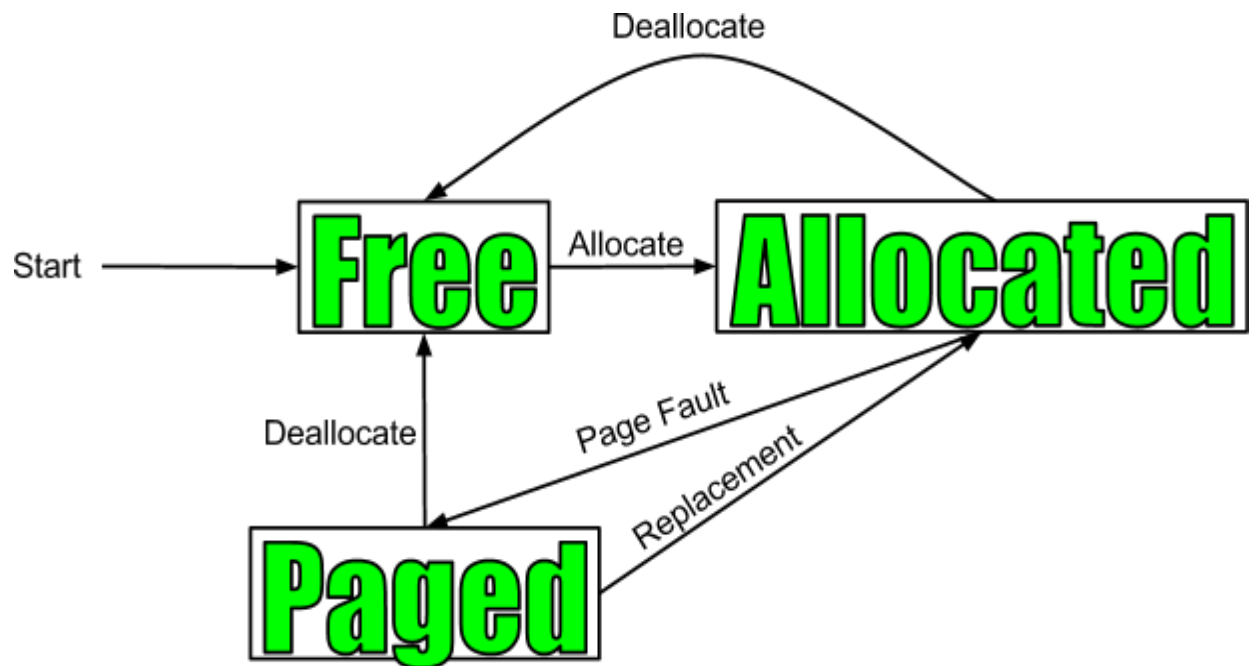 Deallocate
Start
Free
Allocate
Allocated
Deallocate
Page Fault
Replacement
Paged